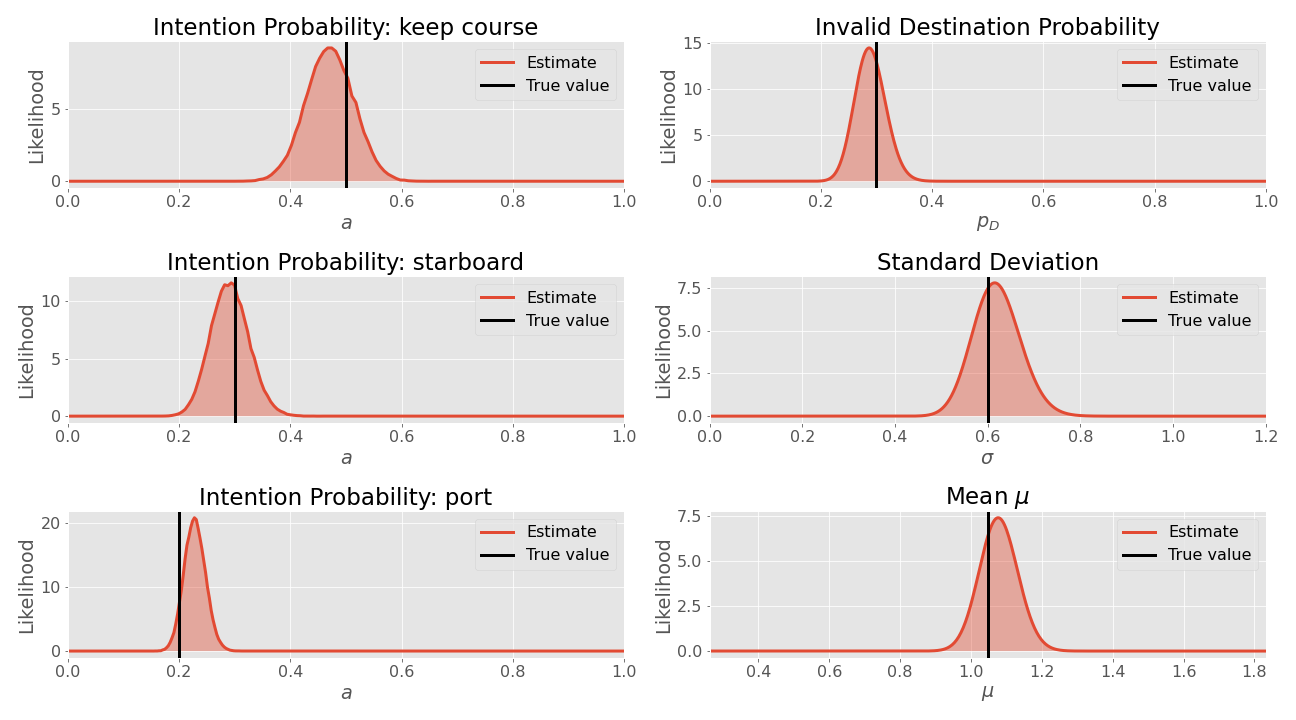 Intention Probability: keep course
Estimate
True value
Likelihood
5
0
0.0 0.2 0.4 0.6 0.8 1.0
a
Invalid Destination Probability
Estimate
True value
Likelihood
15
10
5
0
0.0 0.2 0.4 0.6 0.8 1.0
p_D
Intention Probability: starboard
Estimate
True value
Likelihood
10
5
0
0.0 0.2 0.4 0.6 0.8 1.0
a
Standard Deviation
Estimate
True value
Likelihood
7.5
5.0
2.5
0.0
0.0 0.2 0.4 0.6 0.8 1.0 1.2
σ
Intention Probability: port
Estimate
True value
Likelihood
20
10
0
0.0 0.2 0.4 0.6 0.8 1.0
a
Mean μ
Estimate
True value
Likelihood
7.5
5.0
2.5
0.0
0.4 0.6 0.8 1.0 1.2 1.4 1.6 1.8
μ